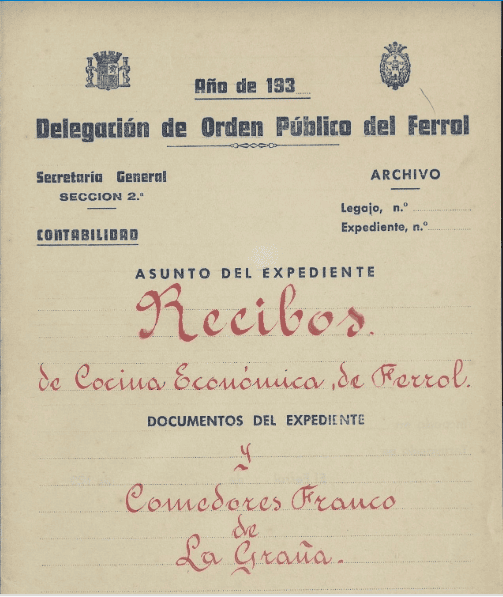 Año de 193
Delegación de Orden Público del Ferrol
Secretaría General
SECCION 2.ª
CONTABILIDAD
ARCHIVO
Legajo, n.º
Expediente, n.º
ASUNTO DEL EXPEDIENTE
Recibos.
de Cocina Económica, de Ferrol.
DOCUMENTOS DEL EXPEDIENTE
y
Comedores Franco
de
La Graña.